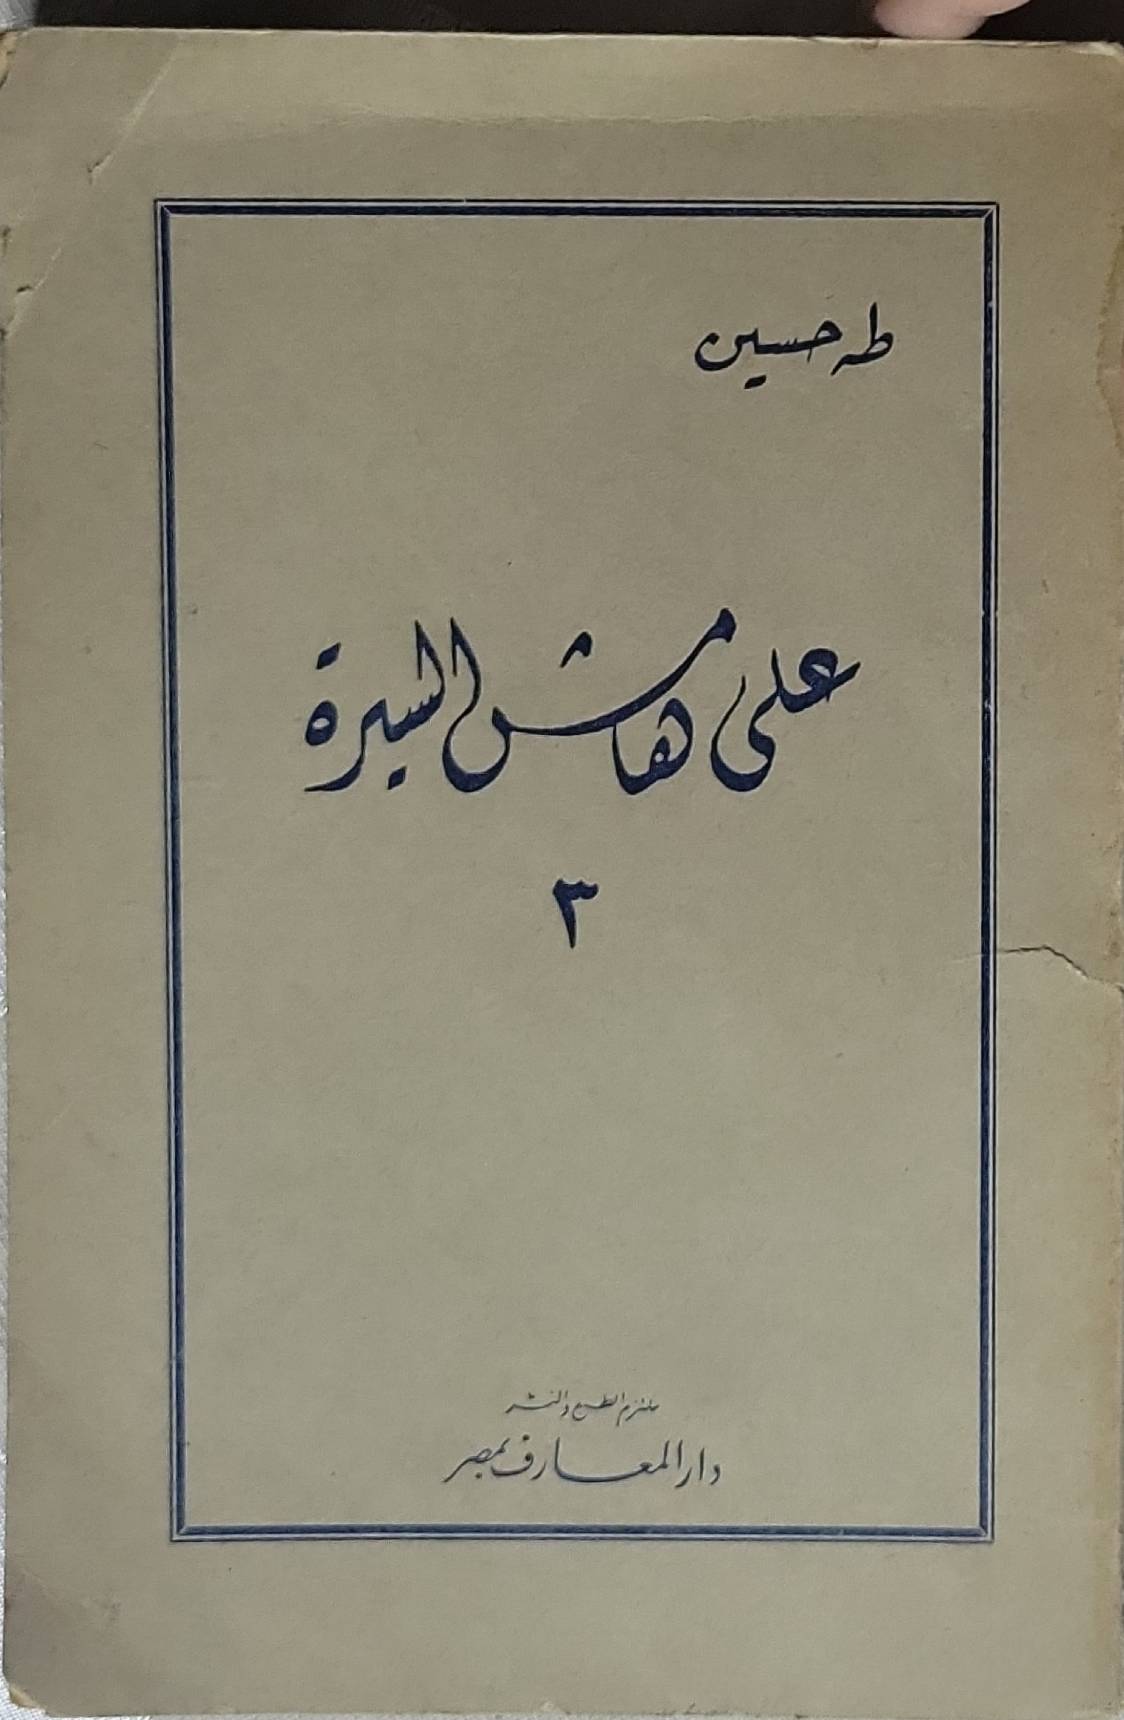 طه حسين
على هامش السيرة
٣
ملتزم الطبع والنشر
دار المعارف بمصر